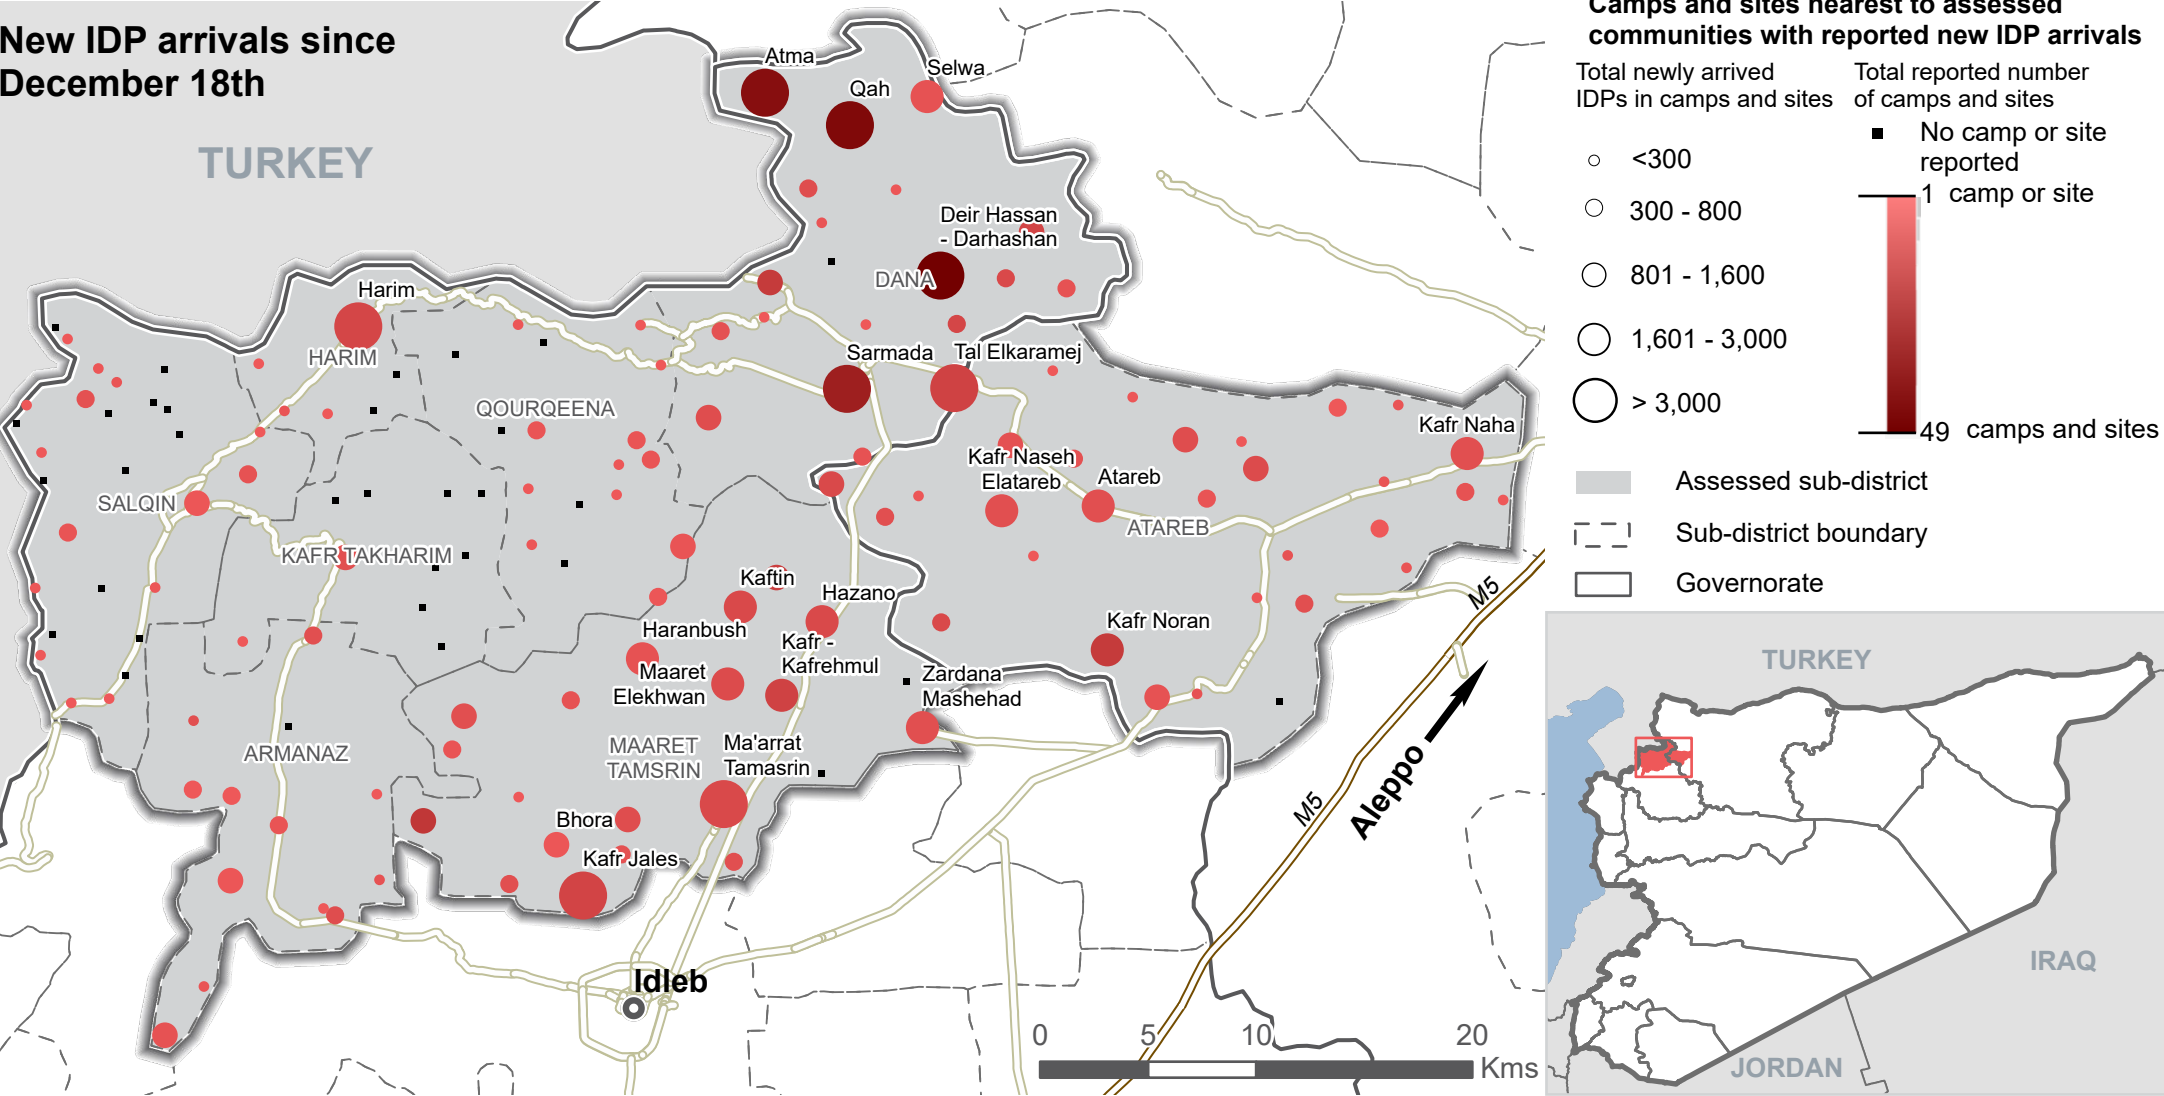 New IDP arrivals since
December 18th
TURKEY
Atma
Qah
Selwa
Deir Hassan
- Darhashan
DANA
Harim
HARIM
Sarmada
Tal Elkaramej
QOURQEENA
Kafr Naha
Kafr Naseh
Elatareb
Atareb
ATAREB
SALQIN
KAFR TAKHARIM
Kaftin
Hazano
Haranbush
Kafr -
Kafrehmul
Kafr Noran
Maaret
Elekhwan
Zardana
Mashehad
ARMANAZ
MAARET
TAMSRIN
Ma'arrat
Tamasrin
Bhora
Kafr Jales
Idleb
M5
M5
Aleppo
0 5 10 20
Kms
Camps and sites nearest to assessed
communities with reported new IDP arrivals
Total newly arrived
IDPs in camps and sites
<300
300 - 800
801 - 1,600
1,601 - 3,000
> 3,000
Total reported number
of camps and sites
No camp or site
reported
1 camp or site
49 camps and sites
Assessed sub-district
Sub-district boundary
Governorate
TURKEY
IRAQ
JORDAN